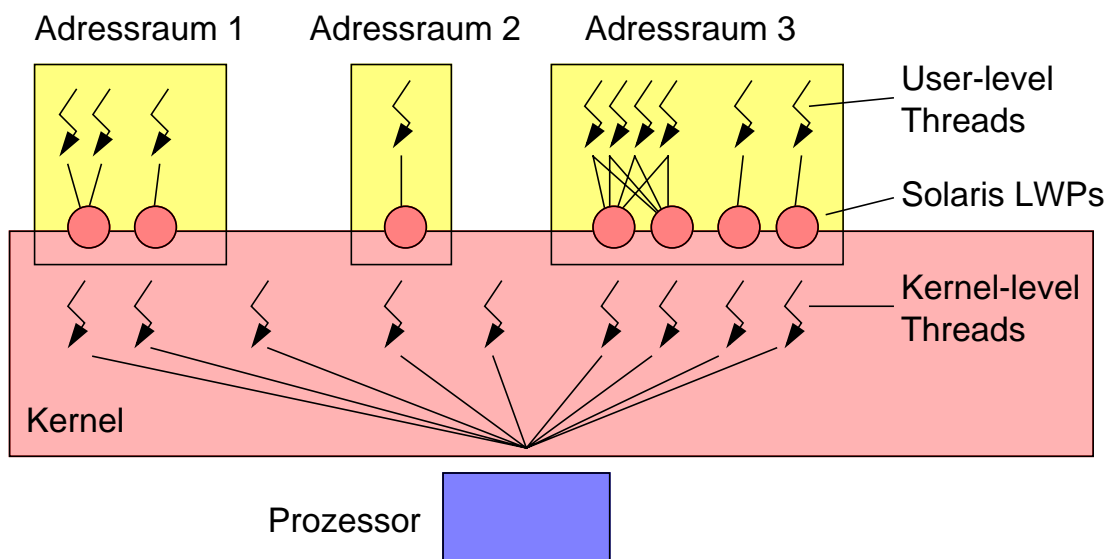 Adressraum 1
Adressraum 2
Adressraum 3
User-level
Threads
Solaris LWPs
Kernel-level
Threads
Kernel
Prozessor